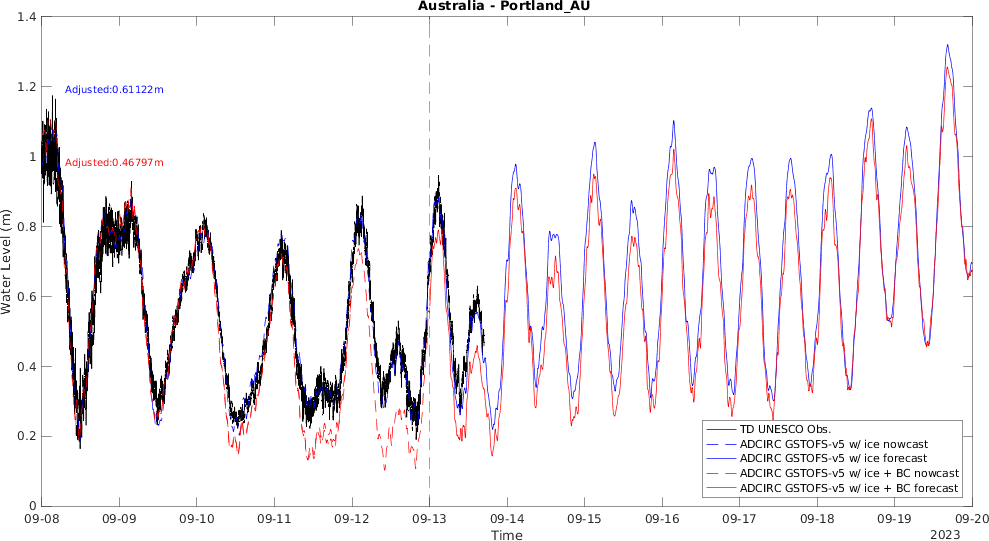 Australia - Portland_AU
Adjusted:0.61122m
Adjusted:0.46797m
Water Level (m)
1.4
1.2
1
0.8
0.6
0.4
0.2
0
TD UNESCO Obs.
ADCIRC GSTOFS-v5 w/ ice nowcast
ADCIRC GSTOFS-v5 w/ ice forecast
ADCIRC GSTOFS-v5 w/ ice + BC nowcast
ADCIRC GSTOFS-v5 w/ ice + BC forecast
09-08 09-09 09-10 09-11 09-12 09-13 09-14 09-15 09-16 09-17 09-18 09-19 09-20
Time
2023